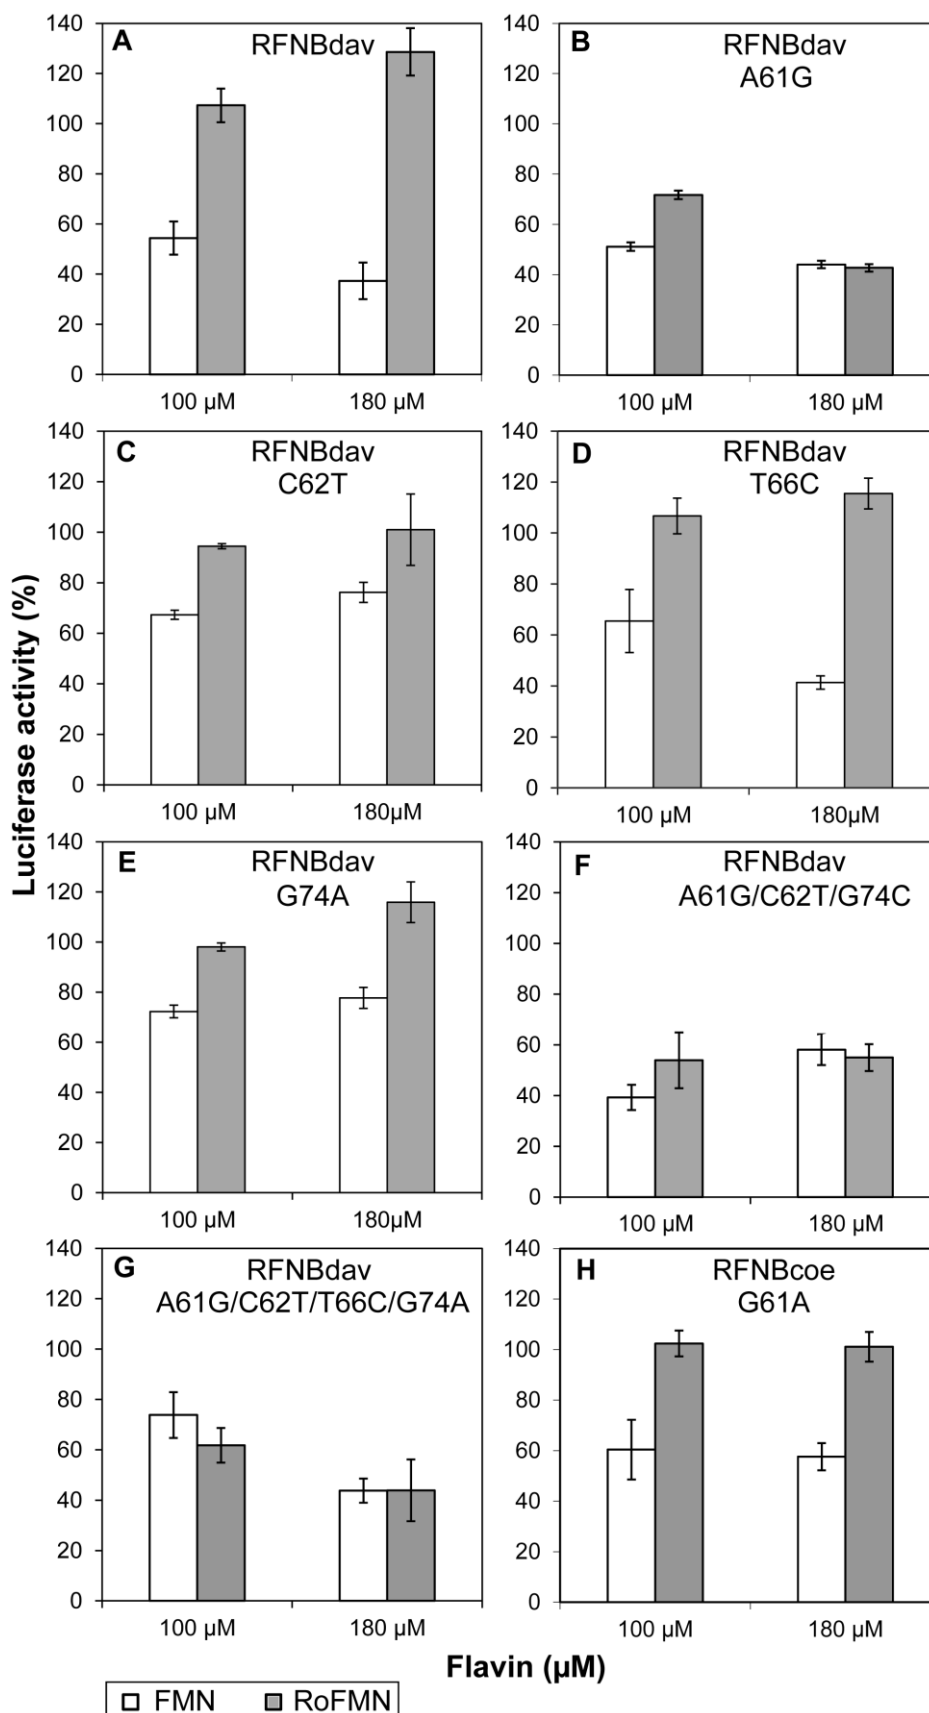 Luciferase activity (%)
A
RFNBdav
140
120
100
80
60
40
20
0
100 µM
180 µM
B
RFNBdav
A61G
140
120
100
80
60
40
20
0
100 µM
180 µM
C
RFNBdav
C62T
140
120
100
80
60
40
20
0
100 µM
180µM
D
RFNBdav
T66C
140
120
100
80
60
40
20
0
100 µM
180µM
E
RFNBdav
G74A
140
120
100
80
60
40
20
0
100 µM
180µM
F
RFNBdav
A61G/C62T/G74C
140
120
100
80
60
40
20
0
100 µM
180 µM
G
RFNBdav
A61G/C62T/T66C/G74A
140
120
100
80
60
40
20
0
100 µM
180 µM
H
RFNBcoe
G61A
140
120
100
80
60
40
20
0
100 µM
180 µM
Flavin (µM)
FMN
RoFMN